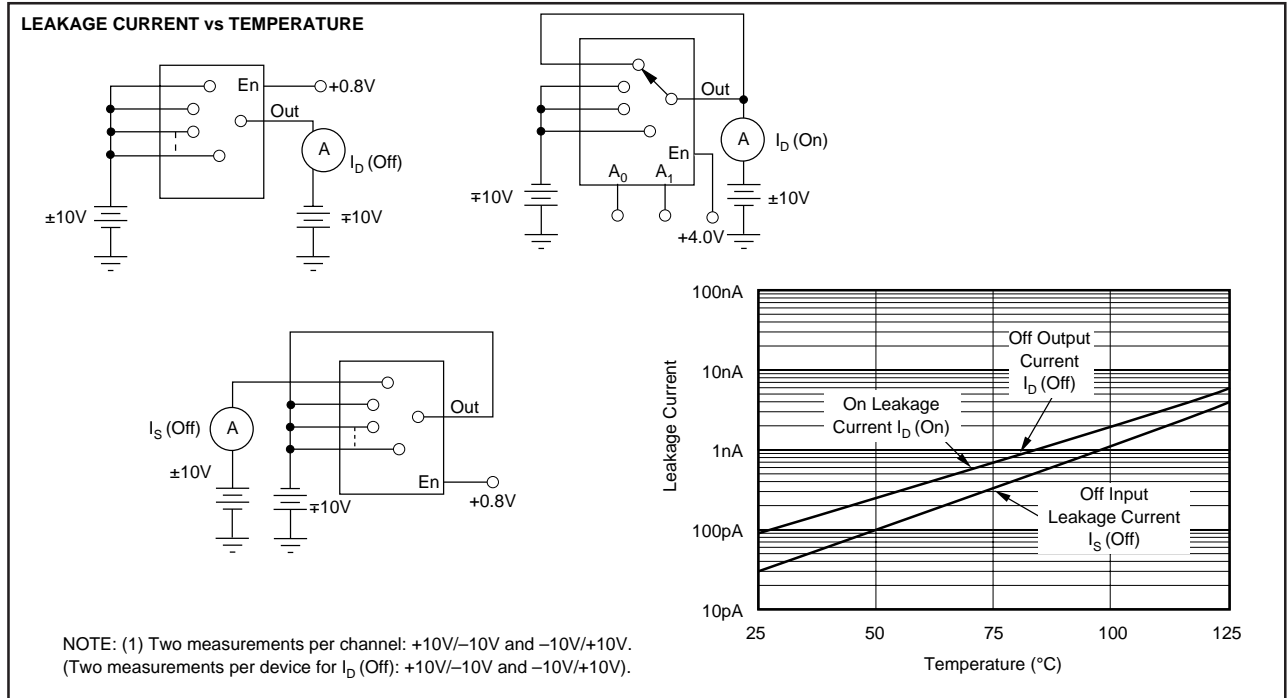 LEAKAGE CURRENT vs TEMPERATURE
En
+0.8V
Out
A
I_D (Off)
±10V
∓10V
Out
A
I_D (On)
En
A_0
A_1
∓10V
±10V
+4.0V
I_S (Off)
A
Out
±10V
∓10V
En
+0.8V
Leakage Current
100nA
10nA
1nA
100pA
10pA
Off Output
Current
I_D (Off)
On Leakage
Current I_D (On)
Off Input
Leakage Current
I_S (Off)
25
50
75
100
125
Temperature (°C)
NOTE: (1) Two measurements per channel: +10V/–10V and –10V/+10V.
(Two measurements per device for I_D (Off): +10V/–10V and –10V/+10V).